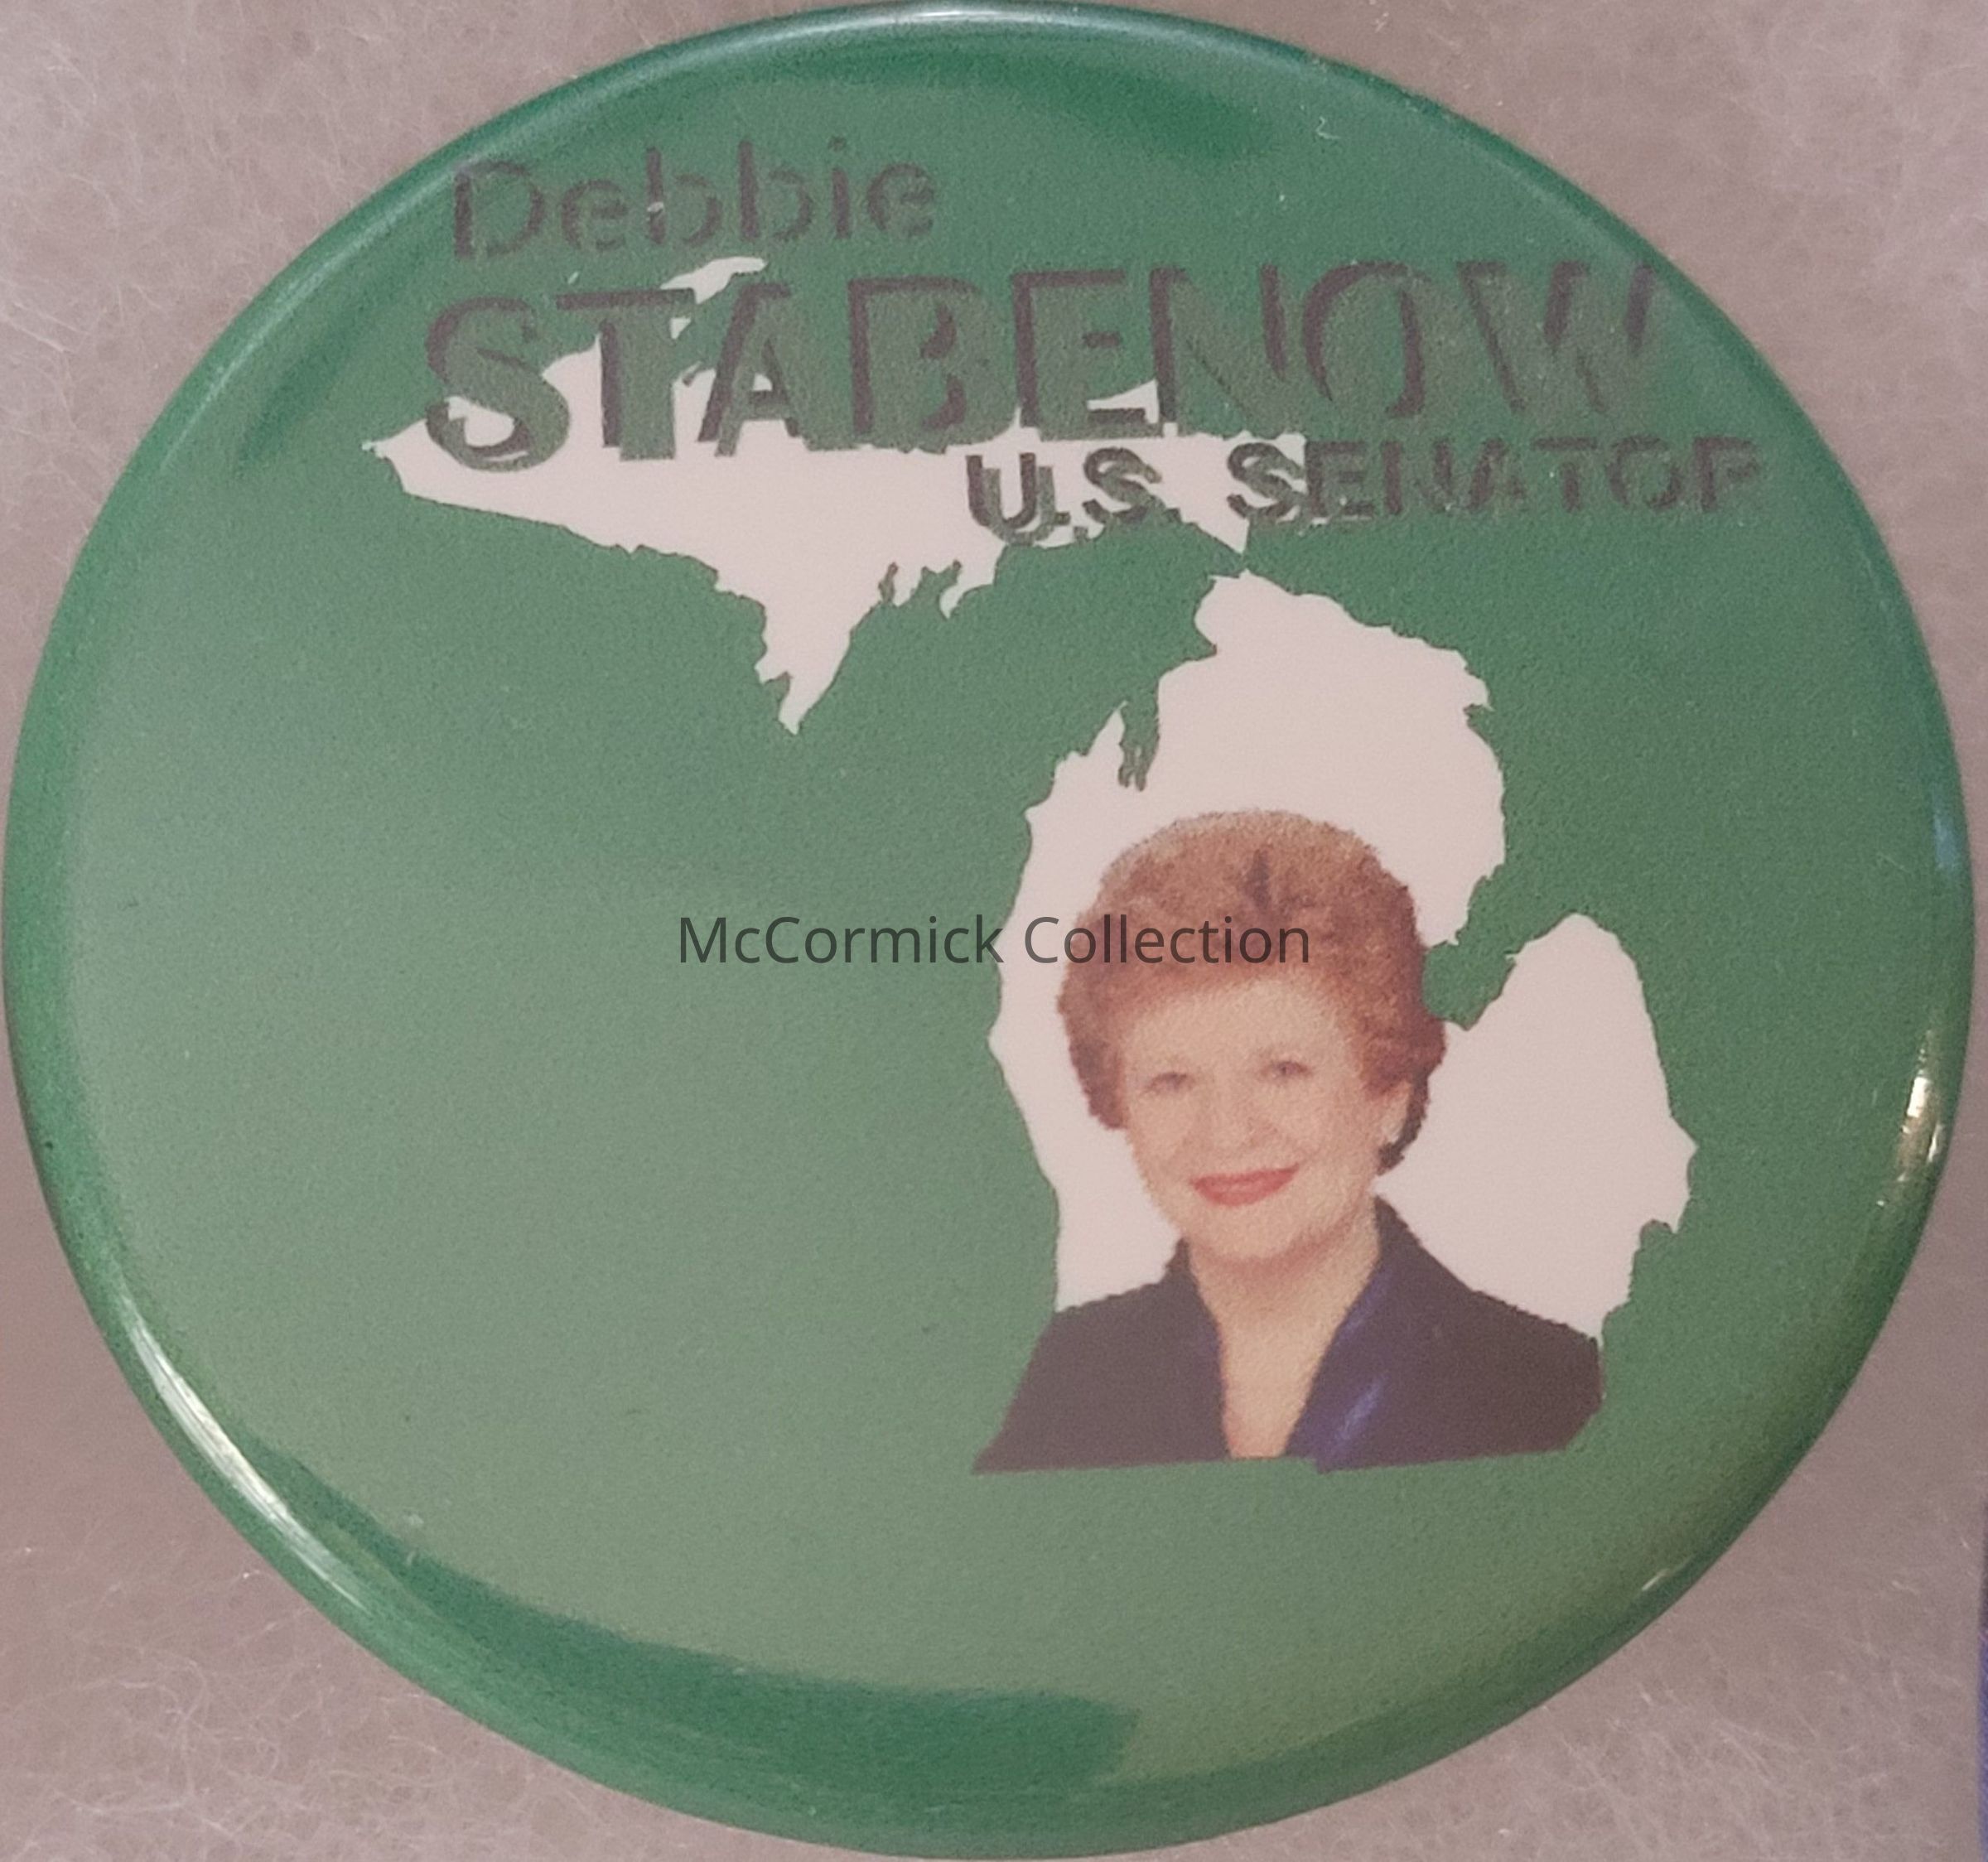 Debbie
STABENOW
U.S. SENATOR
McCormick Collection